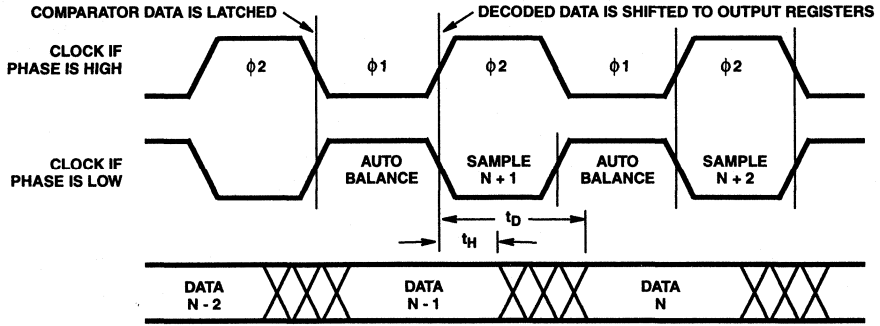 COMPARATOR DATA IS LATCHED
DECODED DATA IS SHIFTED TO OUTPUT REGISTERS
CLOCK IF
PHASE IS HIGH
ϕ2
ϕ1
ϕ2
ϕ1
ϕ2
CLOCK IF
PHASE IS LOW
AUTO
BALANCE
SAMPLE
N + 1
AUTO
BALANCE
SAMPLE
N + 2
tD
tH
DATA
N - 2
DATA
N - 1
DATA
N